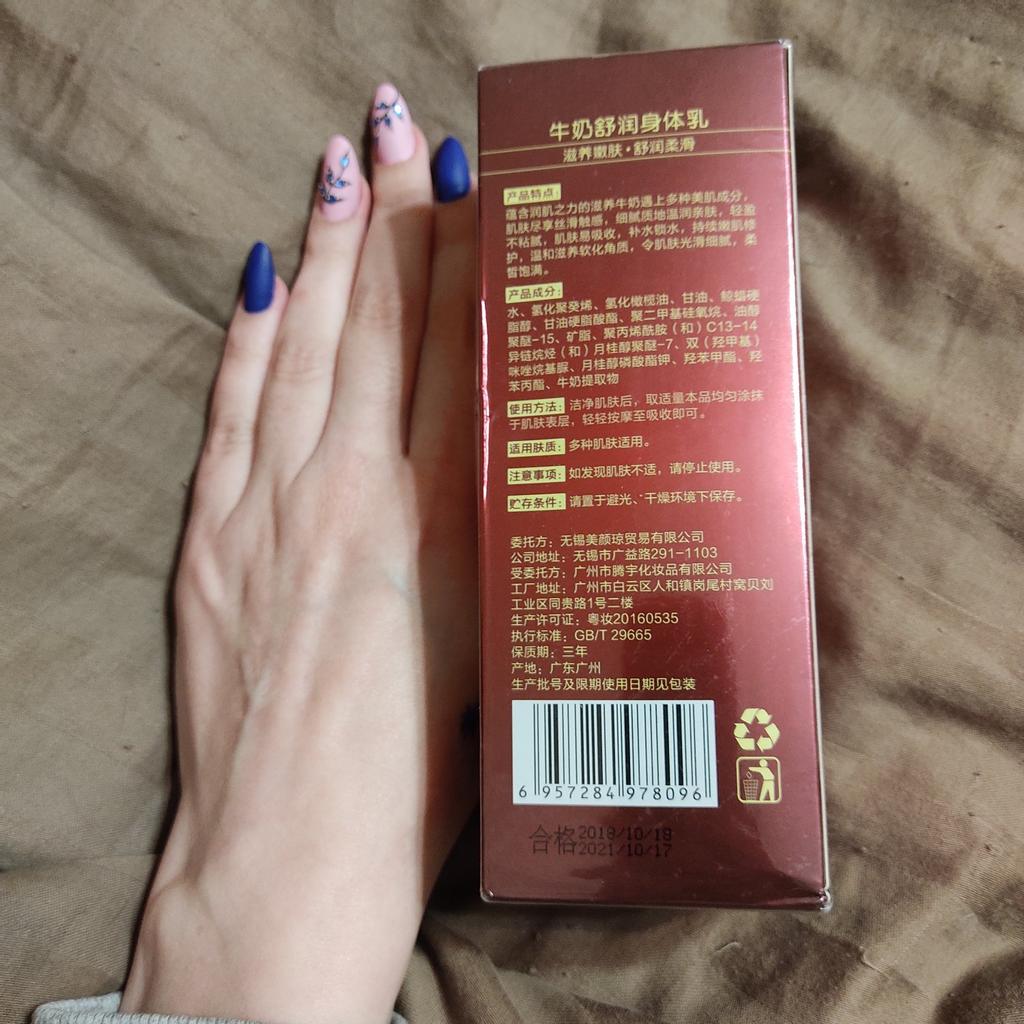 牛奶舒润身体乳
滋养嫩肤·舒润柔滑
产品特点:
蕴含润肌之力的滋养牛奶遇上多种美肌成分,
肌肤尽享丝滑触感,细腻质地温润亲肤,轻盈
不粘腻,肌肤易吸收,补水锁水,持续嫩肌修
护,温和滋养软化角质,令肌肤光滑细腻,柔
皙饱满。
产品成分:
水、氢化聚癸烯、氢化橄榄油、甘油、鲸蜡硬
脂醇、甘油硬脂酸酯、聚二甲基硅氧烷、油醇
聚醚-15、矿脂、聚丙烯酰胺(和)C13-14
异链烷烃(和)月桂醇聚醚-7、双(羟甲基)
咪唑烷基脲、月桂醇磷酸酯钾、羟苯甲酯、羟
苯丙酯、牛奶提取物
使用方法: 洁净肌肤后,取适量本品均匀涂抹
于肌肤表层,轻轻按摩至吸收即可。
适用肤质: 多种肌肤适用。
注意事项: 如发现肌肤不适,请停止使用。
贮存条件: 请置于避光、干燥环境下保存。
委托方:无锡美颜琼贸易有限公司
公司地址:无锡市广益路291-1103
受委托方:广州市腾宇化妆品有限公司
工厂地址:广州市白云区人和镇岗尾村窝贝刘
工业区同贵路1号二楼
生产许可证:粤妆20160535
执行标准:GB/T 29665
保质期:三年
产地:广东广州
生产批号及限期使用日期见包装
6 957284 978096
合格 2018/10/18
2021/10/17